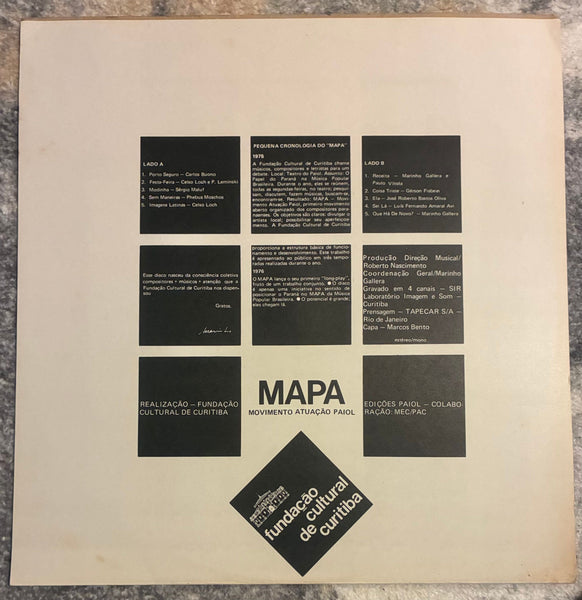 LADO A
1. Porto Seguro — Carlos Bueno
2. Festa-Feira — Celso Loch e P. Leminski
3. Modinha — Sérgio Maluf
4. Sem Maneiras — Phebus Moschos
5. Imagens Latinas — Celso Loch
PEQUENA CRONOLOGIA DO "MAPA"
1975
A Fundação Cultural de Curitiba chama
músicos, compositores e letristas para um
debate. Local: Teatro do Paiol. Assunto: O
Papel do Paraná na Música Popular
Brasileira. Durante o ano, eles se reúnem,
todas as segundas-feiras, no teatro; pesqui-
sam, discutem, fazem músicas, buscam-se,
encontram-se. Resultado: MAPA — Movi-
mento Atuação Paiol, primeiro movimento
aberto organizado dos compositores para-
naenses. Os objetivos são claros: divulgar o
artista local; possibilitar seu aperfeiçoa-
mento. A Fundação Cultural de Curitiba
LADO B
1. Receita — Marinho Gallera e
Paulo Vítola
2. Coisa Triste — Gérson Fisbein
3. Ela — José Roberto Bastos Oliva
4. Sei Lá — Luís Fernando Amaral
5. Que Há De Novo? — Marinho Gallera
Este disco nasceu da consciência coletiva
compositores • músicos • atenção que a
Fundação Cultural de Curitiba nos dispen-
sou
Gratos.
proporciona a estrutura básica de funcio-
namento e desenvolvimento. Este trabalho
é apresentado ao público em três tempo-
radas realizadas durante o ano.
1976
O MAPA lança o seu primeiro "long-play",
fruto de um trabalho conjunto. ● O disco
é apenas uma iniciativa no sentido de
posicionar o Paraná no MAPA da Música
Popular Brasileira. ● O potencial é grande;
eles chegam lá.
Produção Direção Musical/
Roberto Nascimento
Coordenação Geral/Marinho
Gallera
Gravado em 4 canais — SIR
Laboratório Imagem e Som —
Curitiba
Prensagem — TAPECAR S/A —
Rio de Janeiro
Capa — Marcos Bento
estéreo/mono
REALIZAÇÃO — FUNDAÇÃO
CULTURAL DE CURITIBA
MAPA
MOVIMENTO ATUAÇÃO PAIOL
EDIÇÕES PAIOL — COLABO-
RAÇÃO: MEC/PAC
fundação
cultural
de curitiba